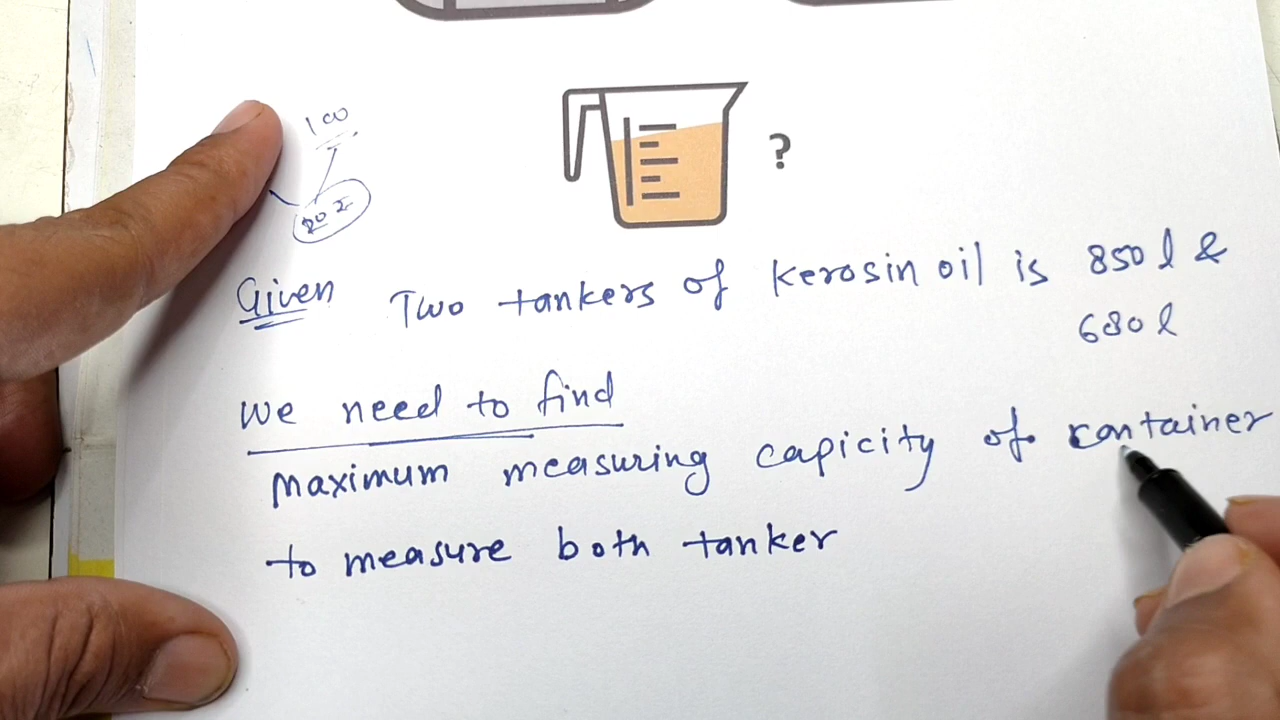 100
?
Given Two tankers of kerosin oil is 850 l &
680 l
We need to find
Maximum measuring capicity of container
to measure both tanker